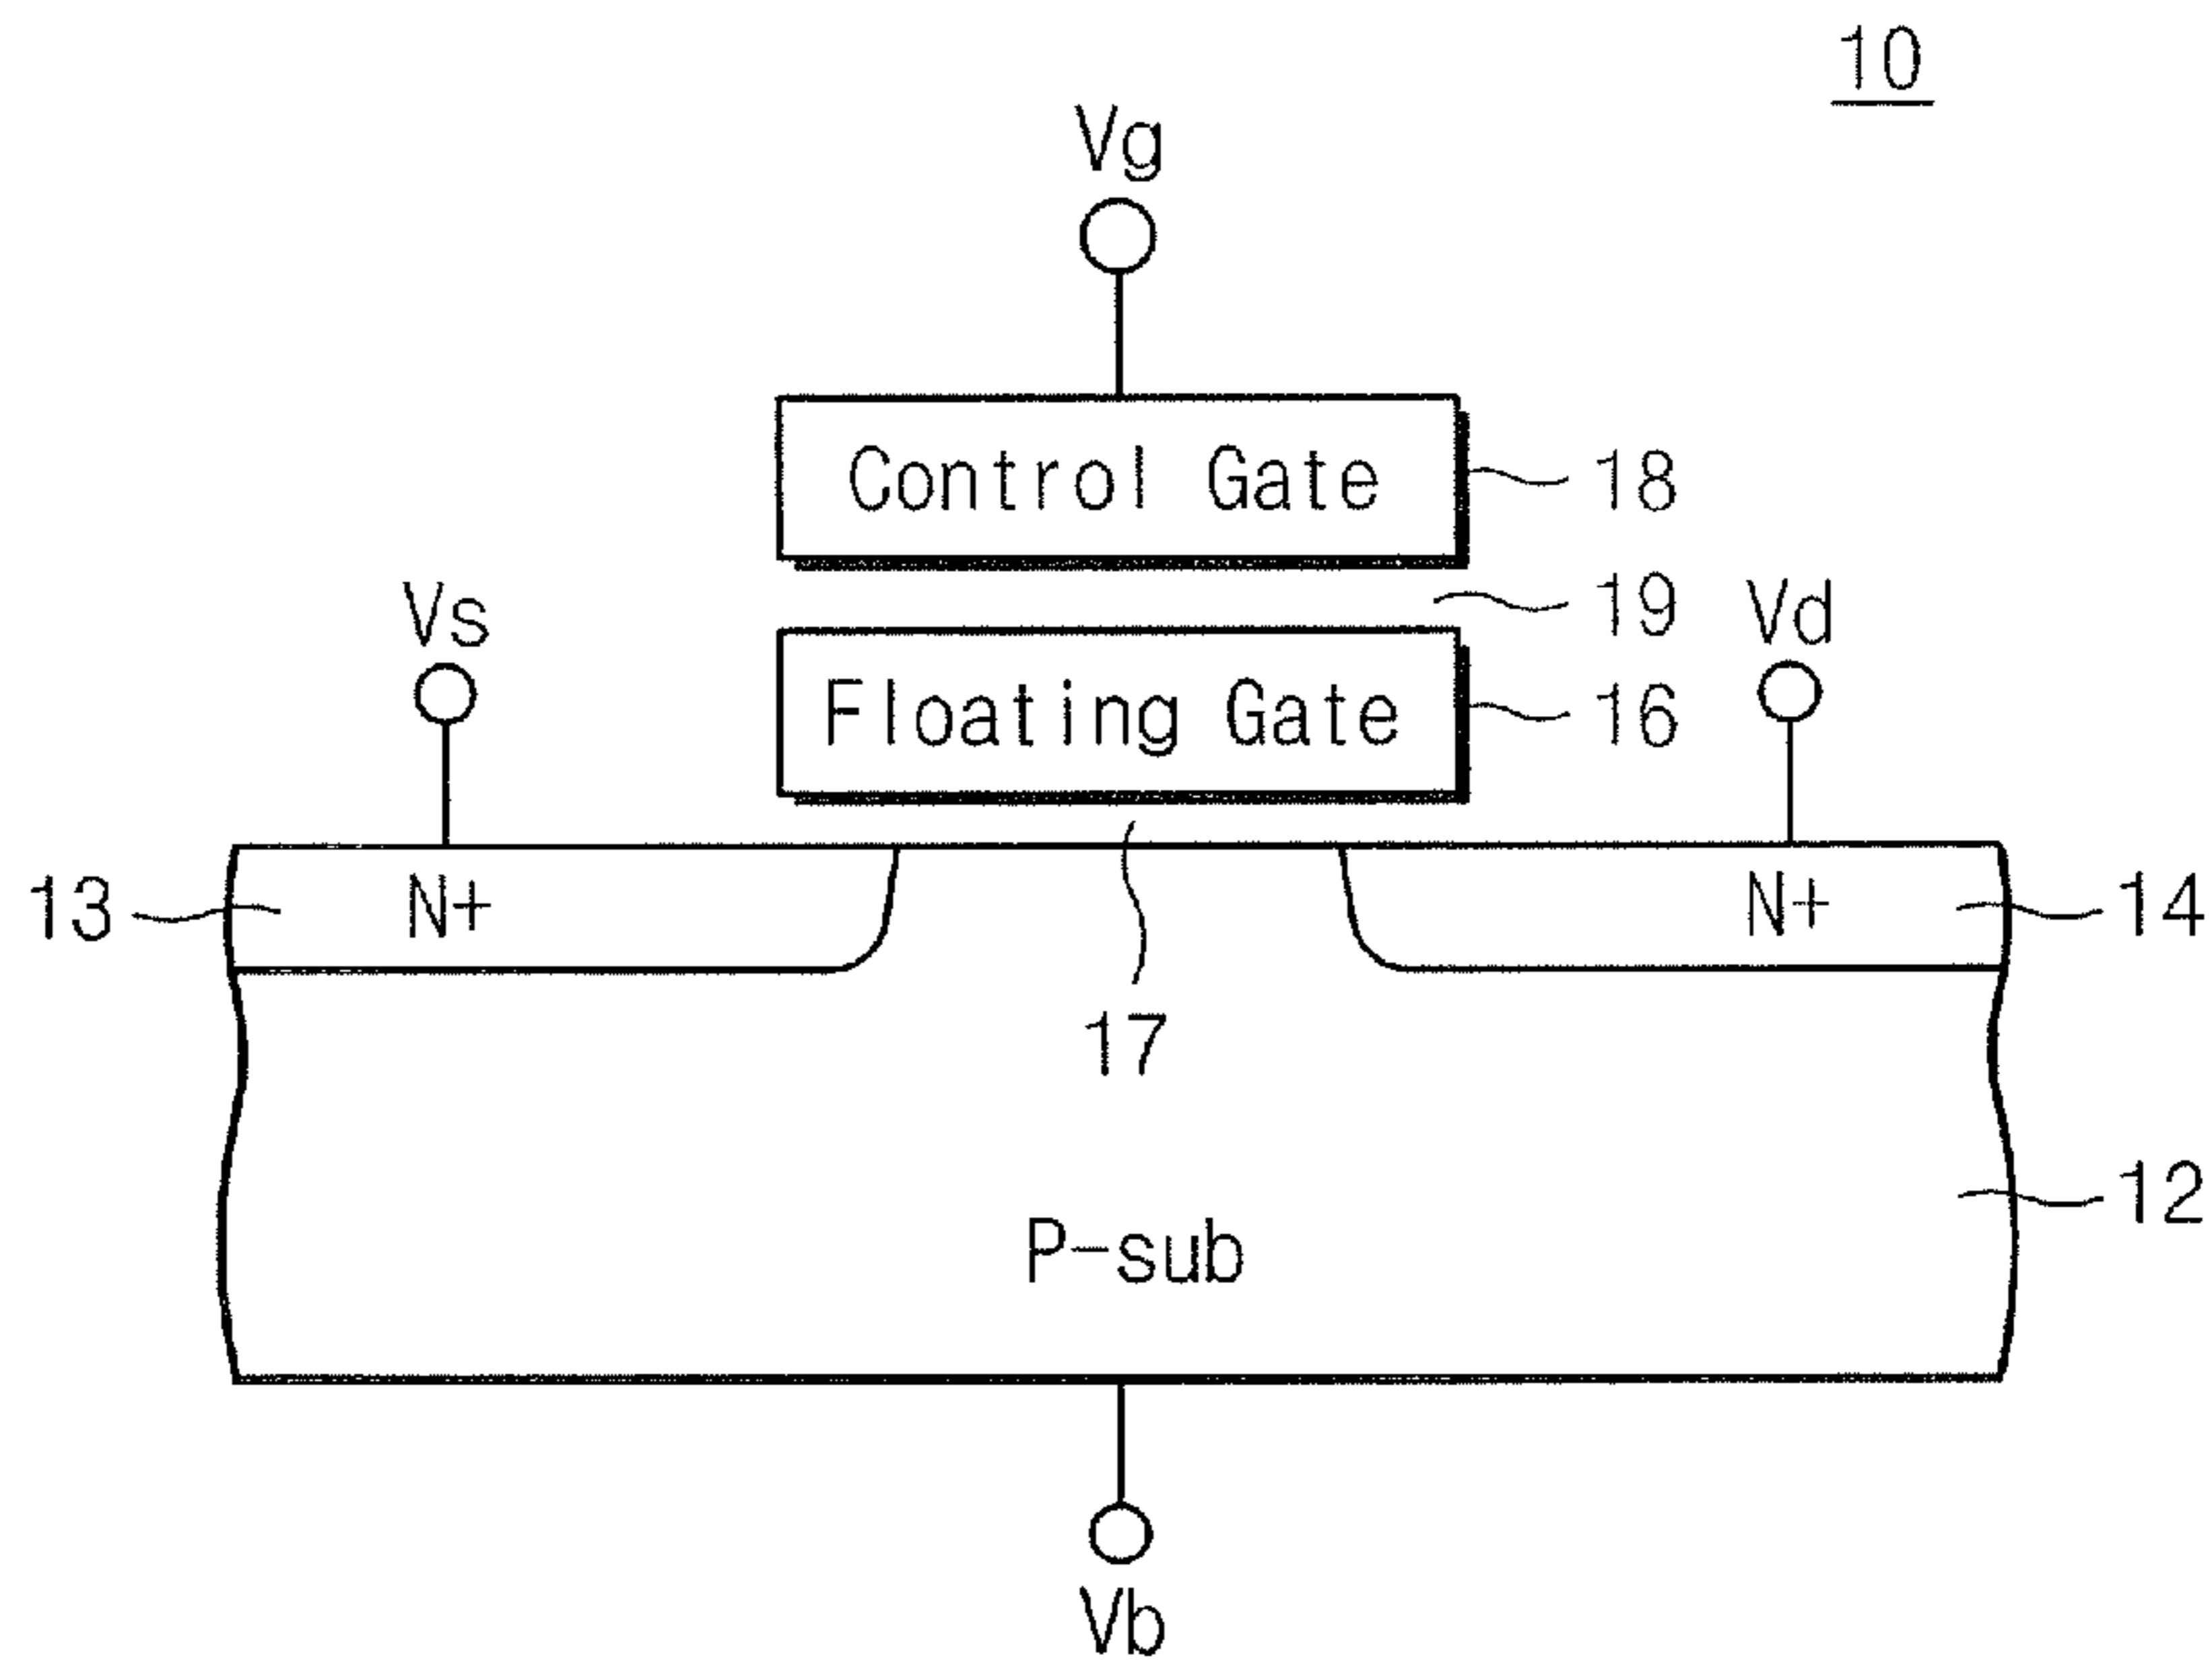 10
Vg
Control Gate
18
19
Vs
Vd
Floating Gate
16
13
N+
N+
14
17
12
P-sub
Vb